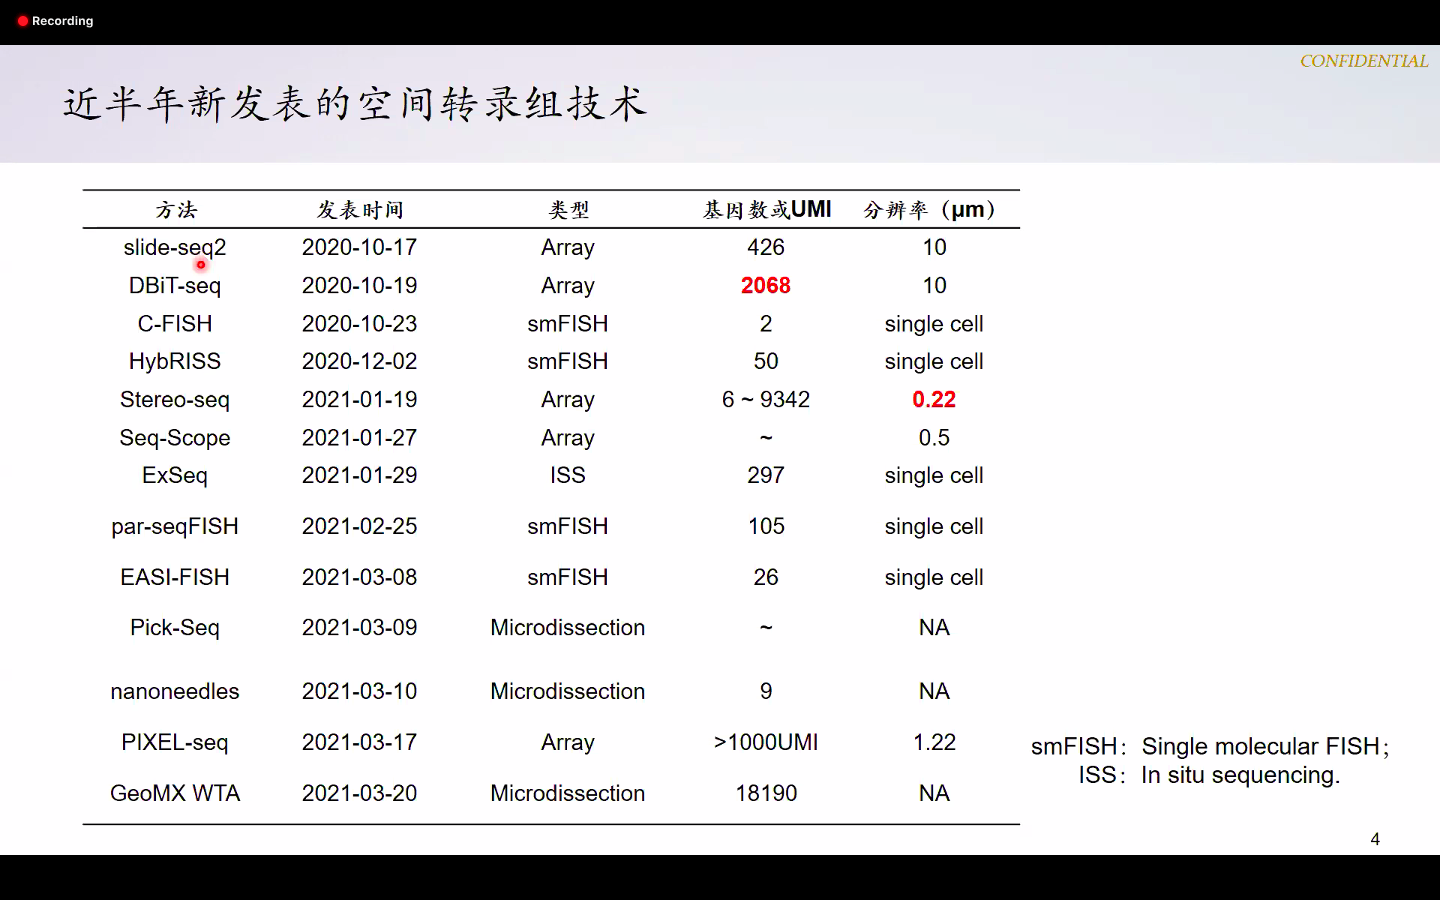 Recording
CONFIDENTIAL
近半年新发表的空间转录组技术
方法 发表时间 类型 基因数或UMI 分辨率（μm）
slide-seq2 2020-10-17 Array 426 10
DBiT-seq 2020-10-19 Array 2068 10
C-FISH 2020-10-23 smFISH 2 single cell
HybRISS 2020-12-02 smFISH 50 single cell
Stereo-seq 2021-01-19 Array 6 ~ 9342 0.22
Seq-Scope 2021-01-27 Array ~ 0.5
ExSeq 2021-01-29 ISS 297 single cell
par-seqFISH 2021-02-25 smFISH 105 single cell
EASI-FISH 2021-03-08 smFISH 26 single cell
Pick-Seq 2021-03-09 Microdissection ~ NA
nanoneedles 2021-03-10 Microdissection 9 NA
PIXEL-seq 2021-03-17 Array >1000UMI 1.22
GeoMX WTA 2021-03-20 Microdissection 18190 NA
smFISH：Single molecular FISH；
ISS：In situ sequencing.
4